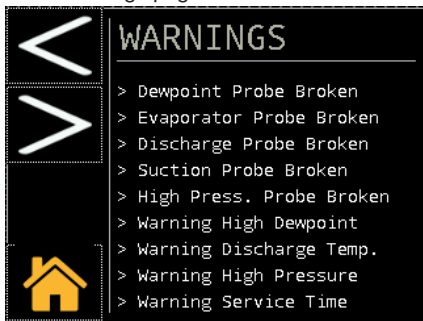 WARNINGS
> Dewpoint Probe Broken
> Evaporator Probe Broken
> Discharge Probe Broken
> Suction Probe Broken
> High Press. Probe Broken
> Warning High Dewpoint
> Warning Discharge Temp.
> Warning High Pressure
> Warning Service Time